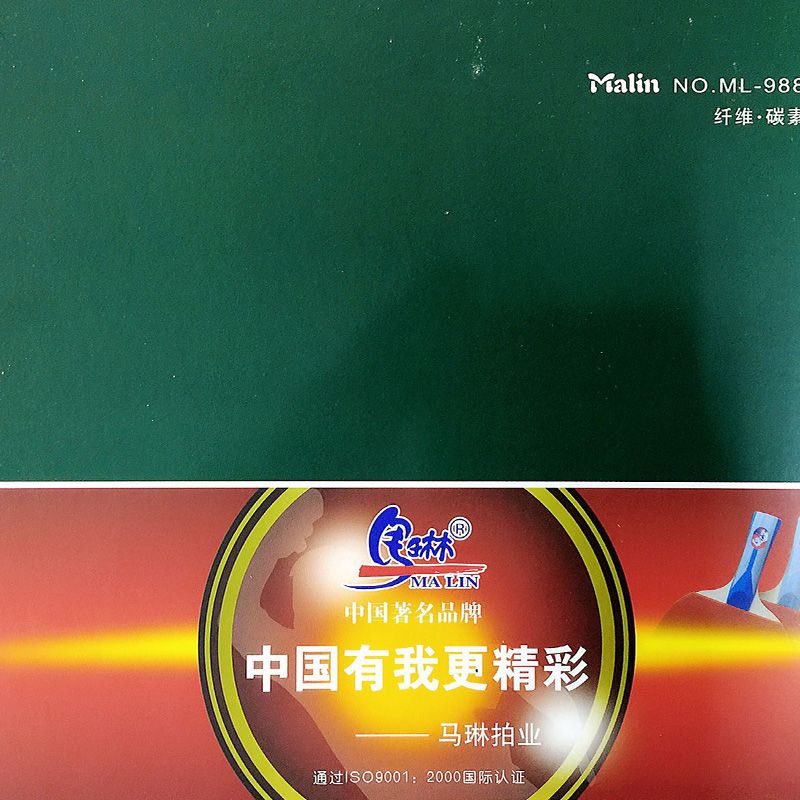 Malin NO.ML-988
纤维·碳素
马琳®
MA LIN
中国著名品牌
中国有我更精彩
——马琳拍业
通过ISO9001：2000国际认证